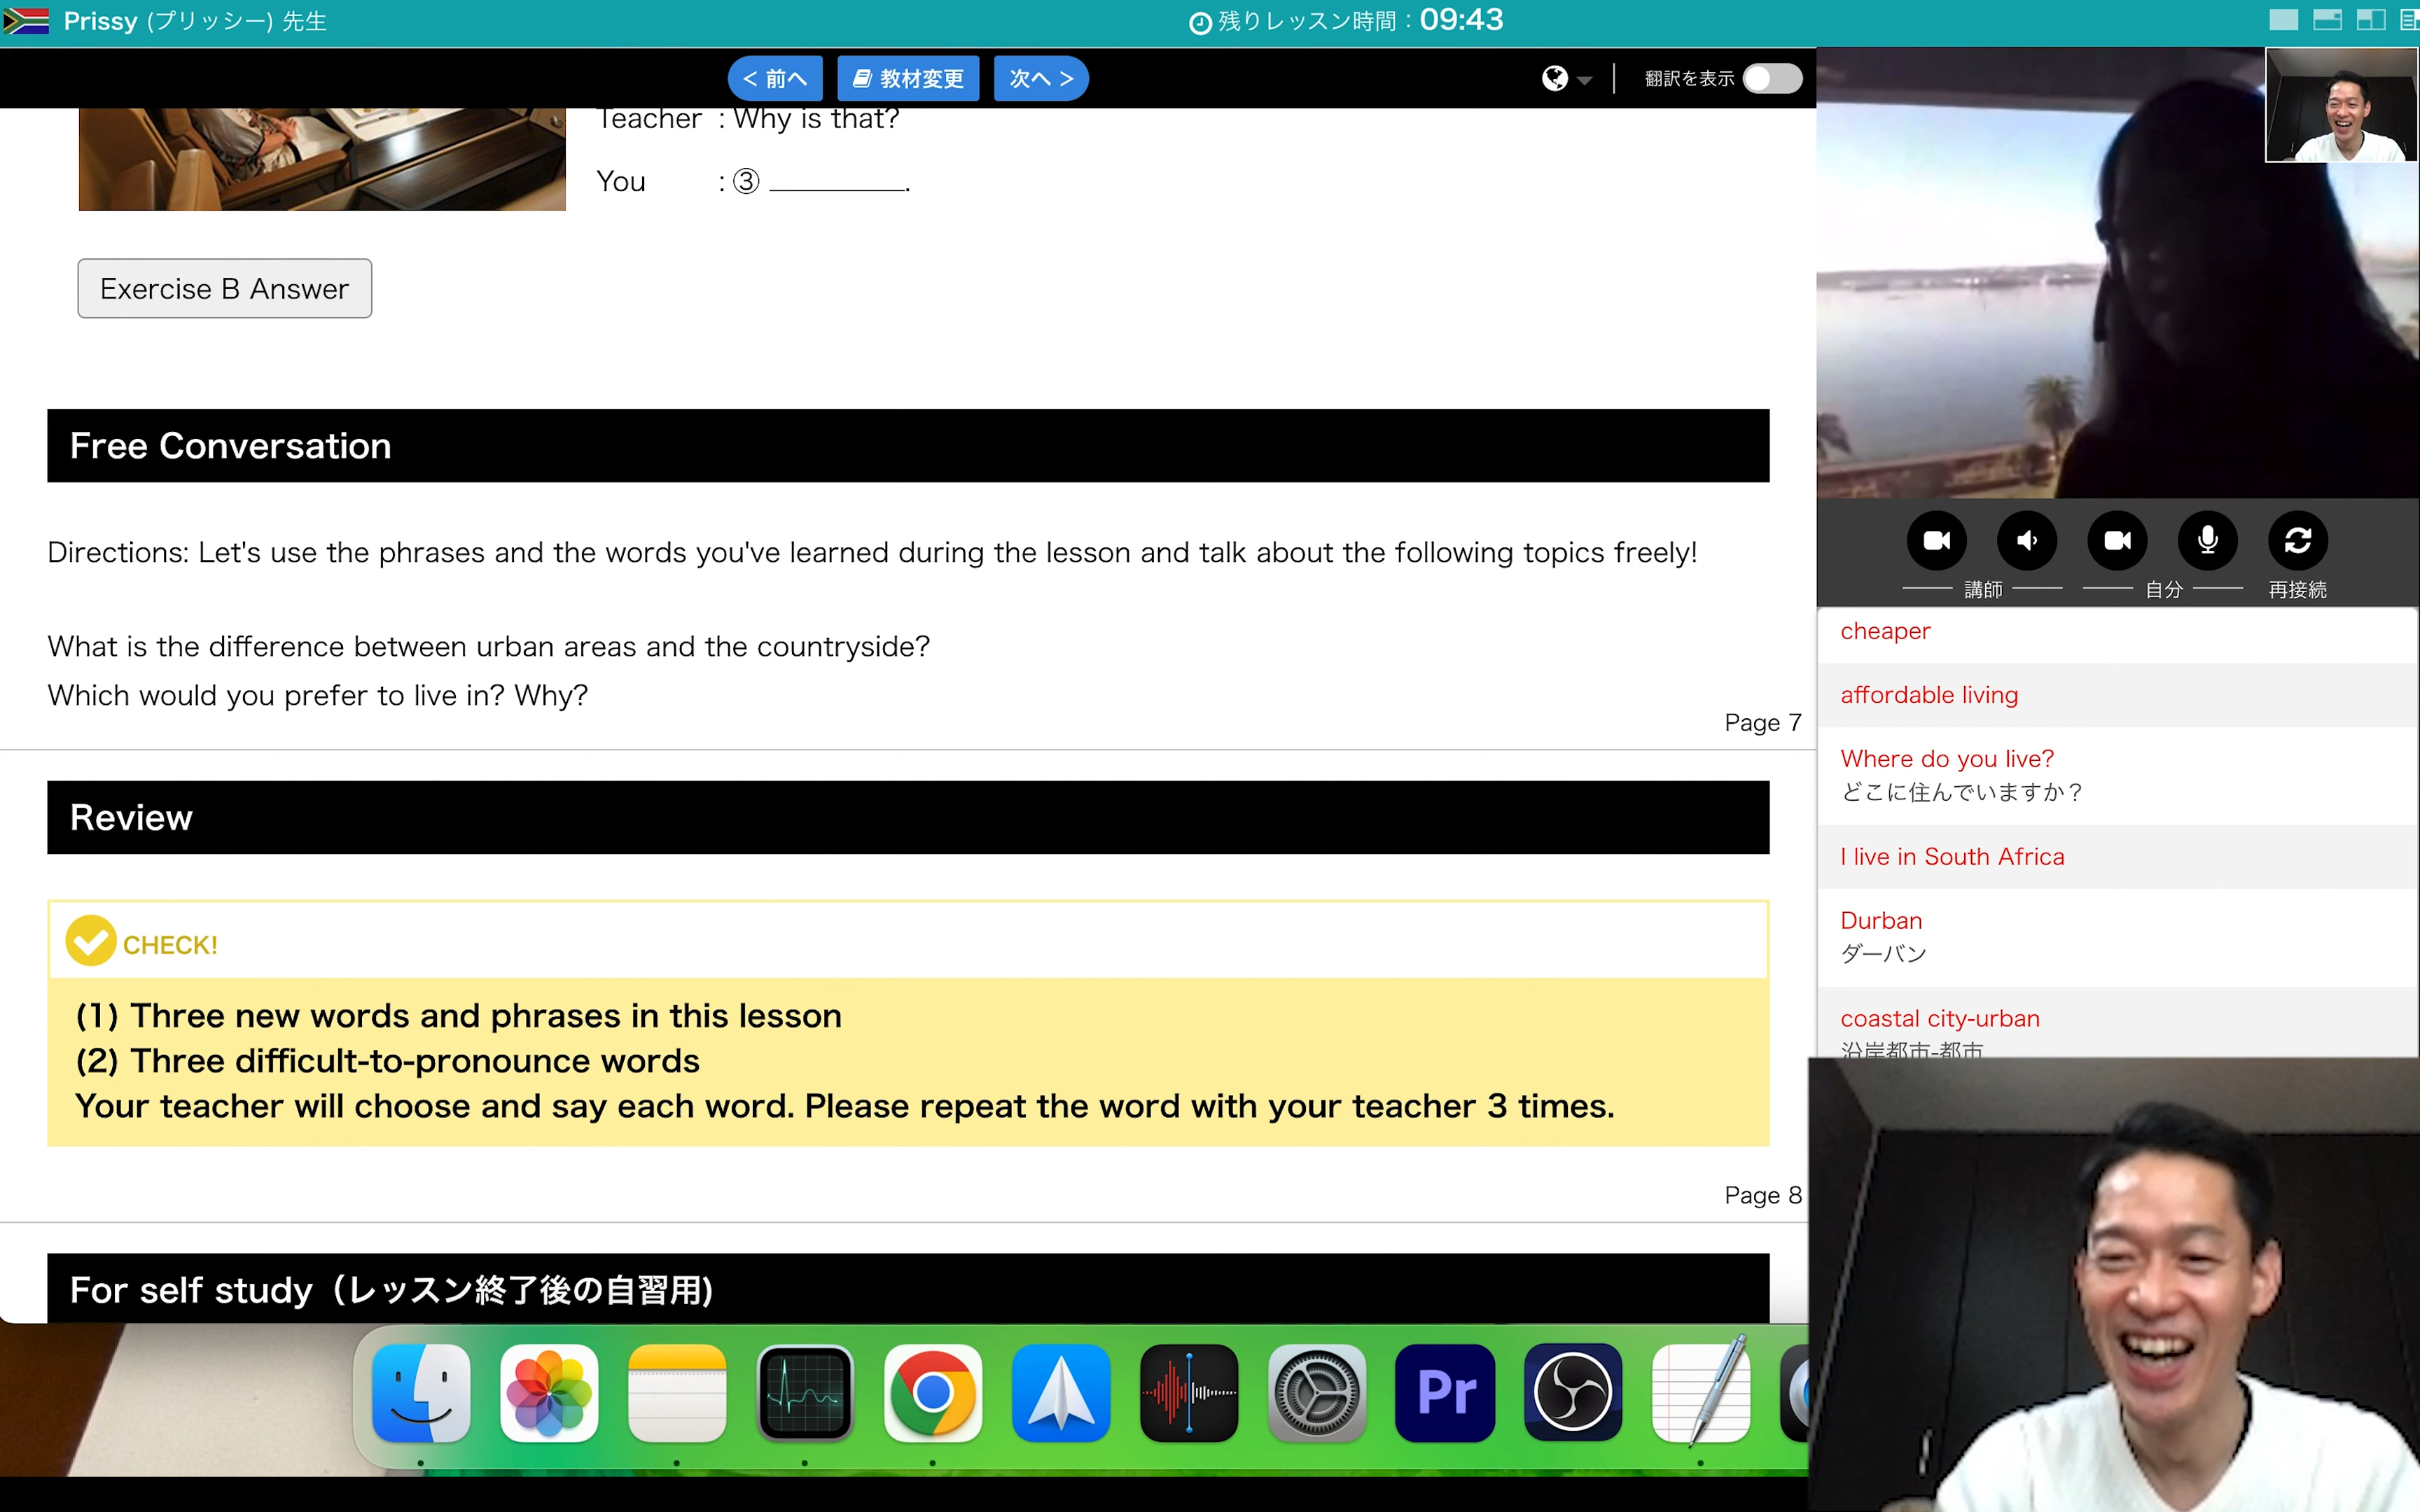 Prissy (プリッシー) 先生
残りレッスン時間 : 09:43
< 前へ
教材変更
次へ >
翻訳を表示
Teacher : Why is that?
You : ③ ________.
Exercise B Answer
Free Conversation
Directions: Let's use the phrases and the words you've learned during the lesson and talk about the following topics freely!
What is the difference between urban areas and the countryside?
Which would you prefer to live in? Why?
Page 7
Review
CHECK!
(1) Three new words and phrases in this lesson
(2) Three difficult-to-pronounce words
Your teacher will choose and say each word. Please repeat the word with your teacher 3 times.
Page 8
For self study（レッスン終了後の自習用)
講師
自分
再接続
cheaper
affordable living
Where do you live?
どこに住んでいますか？
I live in South Africa
Durban
ダーバン
coastal city-urban
沿岸都市-都市
Pr